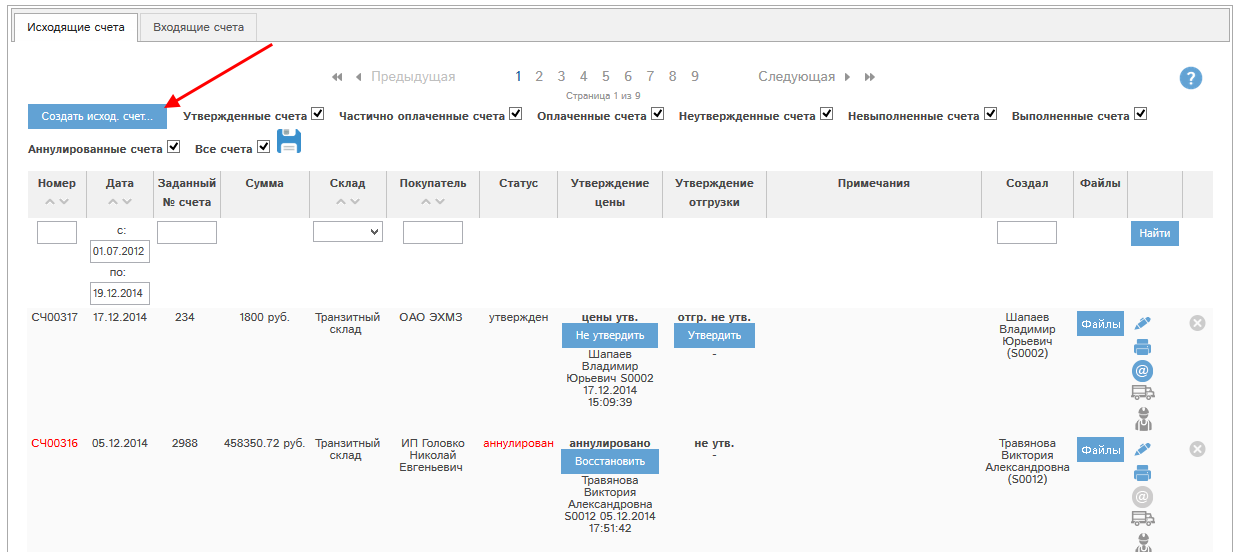 Исходящие счета Входящие счета
Предыдущая 1 2 3 4 5 6 7 8 9 Следующая
Страница 1 из 9
?
Создать исход. счет... Утвержденные счета Частично оплаченные счета Оплаченные счета Неутвержденные счета Невыполненные счета Выполненные счета
Аннулированные счета Все счета
Номер Дата Заданный Сумма Склад Покупатель Статус Утверждение Утверждение Примечания Создал Файлы
№ счета цены отгрузки
с:
01.07.2012
Найти
по:
19.12.2014
СЧ00317 17.12.2014 234 1800 руб. Транзитный ОАО ЭХМЗ утвержден цены утв. отгр. не утв. Шапаев Файлы
склад Не утвердить Утвердить Владимир
Юрьевич
(S0002)
Шапаев -
Владимир
Юрьевич S0002
17.12.2014
15:09:39
@
СЧ00316 05.12.2014 2988 458350.72 руб. Транзитный ИП Головко аннулирован аннулировано не утв. Травянова Файлы
склад Николай Восстановить - Виктория
Евгеньевич Александровна
(S0012)
Травянова
Виктория
Александровна
S0012 05.12.2014
17:51:42
@